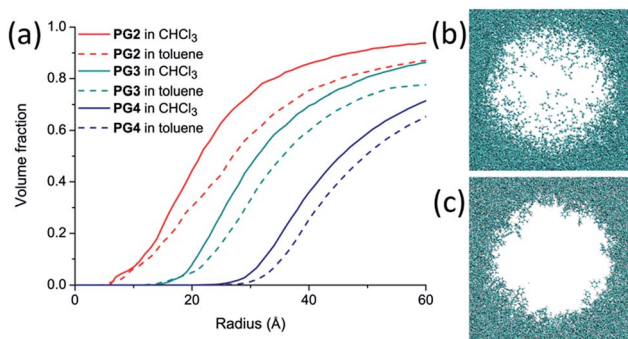 (a)
PG2 in CHCl₃
PG2 in toluene
PG3 in CHCl₃
PG3 in toluene
PG4 in CHCl₃
PG4 in toluene
Volume fraction
1.0
0.8
0.6
0.4
0.2
0.0
0 20 40 60
Radius (Å)
(b)
(c)